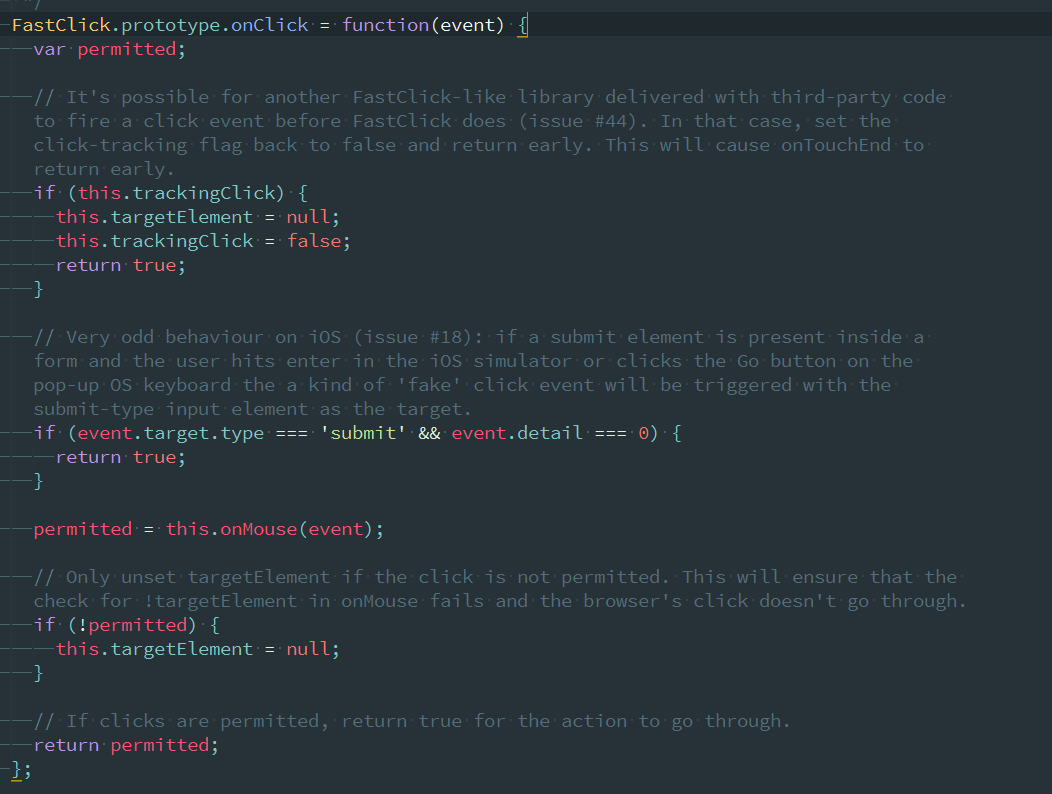 */
FastClick.prototype.onClick = function(event) {
var permitted;
// It's possible for another FastClick-like library delivered with third-party code
to fire a click event before FastClick does (issue #44). In that case, set the
click-tracking flag back to false and return early. This will cause onTouchEnd to
return early.
if (this.trackingClick) {
this.targetElement = null;
this.trackingClick = false;
return true;
}
// Very odd behaviour on iOS (issue #18): if a submit element is present inside a
form and the user hits enter in the iOS simulator or clicks the Go button on the
pop-up OS keyboard the a kind of 'fake' click event will be triggered with the
submit-type input element as the target.
if (event.target.type === 'submit' && event.detail === 0) {
return true;
}
permitted = this.onMouse(event);
// Only unset targetElement if the click is not permitted. This will ensure that the
check for !targetElement in onMouse fails and the browser's click doesn't go through.
if (!permitted) {
this.targetElement = null;
}
// If clicks are permitted, return true for the action to go through.
return permitted;
};